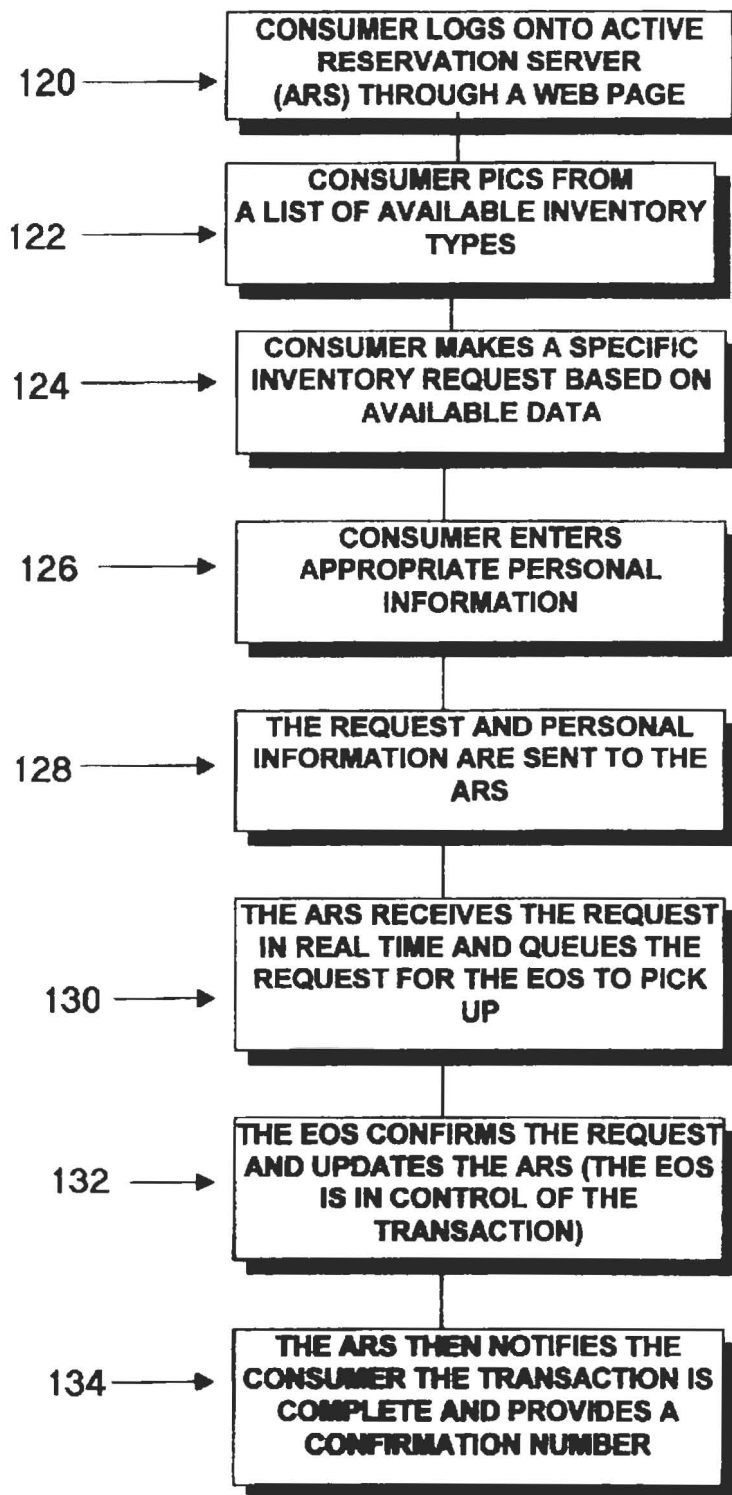 CONSUMER LOGS ONTO ACTIVE
RESERVATION SERVER
120
(ARS) THROUGH A WEB PAGE
CONSUMER PICS FROM
A LIST OF AVAILABLE INVENTORY
122
TYPES
CONSUMER MAKES A SPECIFIC
124
INVENTORY REQUEST BASED ON
AVAILABLE DATA
CONSUMER ENTERS
126
APPROPRIATE PERSONAL
INFORMATION
THE REQUEST AND PERSONAL
128
INFORMATION ARE SENT TO THE
ARS
THE ARS RECEIVES THE REQUEST
IN REAL TIME AND QUEUES THE
130
REQUEST FOR THE EOS TO PICK
UP
THE EOS CONFIRMS THE REQUEST
AND UPDATES THE ARS (THE EOS
132
IS IN CONTROL OF THE
TRANSACTION)
THE ARS THEN NOTIFIES THE
134
CONSUMER THE TRANSACTION IS
COMPLETE AND PROVIDES A
CONFIRMATION NUMBER